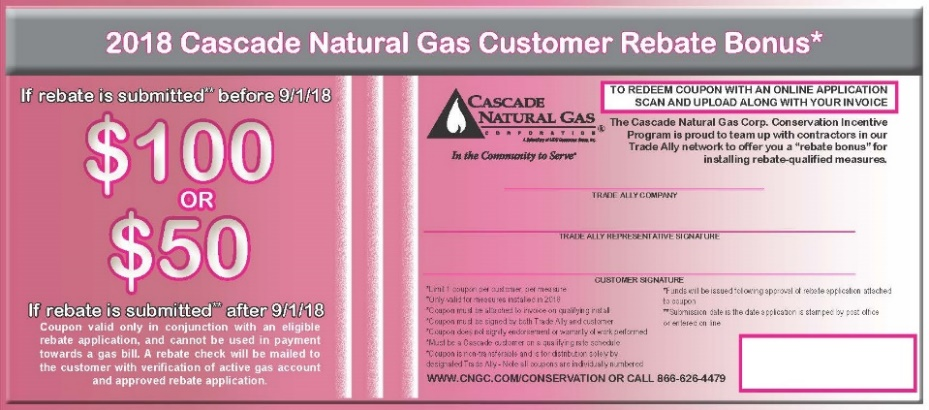 2018 Cascade Natural Gas Customer Rebate Bonus*
If rebate is submitted** before 9/1/18
$100
OR
$50
If rebate is submitted** after 9/1/18
Coupon valid only in conjunction with an eligible
rebate application, and cannot be used in payment
towards a gas bill. A rebate check will be mailed to
the customer with verification of active gas account
and approved rebate application.
CASCADE
NATURAL GAS
CORPORATION
In the Community to Serve®
TO REDEEM COUPON WITH AN ONLINE APPLICATION
SCAN AND UPLOAD ALONG WITH YOUR INVOICE
The Cascade Natural Gas Corp. Conservation Incentive
Program is proud to team up with contractors in our
Trade Ally network to offer you a “rebate bonus” for
installing rebate-qualified measures.
TRADE ALLY COMPANY
TRADE ALLY REPRESENTATIVE SIGNATURE
CUSTOMER SIGNATURE
*Limit 1 coupon per customer, per measure
*Only valid for measures installed in 2018
*Coupon must be attached to invoice on qualifying install
*Coupon must be signed by both Trade Ally and customer
*Coupon does not signify endorsement or warranty of work performed
*Must be a Cascade customer on a qualifying rate schedule
*Coupon is non-transferable and is for distribution solely by
designated Trade Ally - Note all coupons are individually numbered
*Funds will be issued following approval of rebate application attached
to coupon
**Submission date is the date application is stamped by post office
or entered on line
WWW.CNGC.COM/CONSERVATION OR CALL 866-626-4479